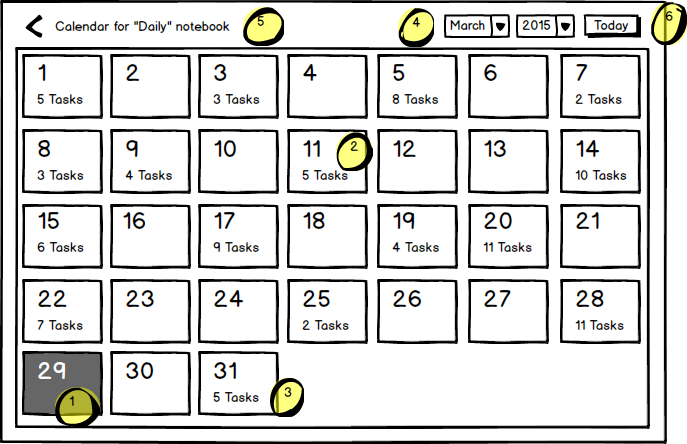 Calendar for "Daily" notebook 5 4 March 2015 Today 6
1 2 3 4 5 6 7
5 Tasks 3 Tasks 8 Tasks 2 Tasks
8 9 10 11 2 12 13 14
3 Tasks 4 Tasks 5 Tasks 10 Tasks
15 16 17 18 19 20 21
6 Tasks 9 Tasks 4 Tasks 11 Tasks
22 23 24 25 26 27 28
7 Tasks 2 Tasks 11 Tasks
29 30 31
1 5 Tasks 3